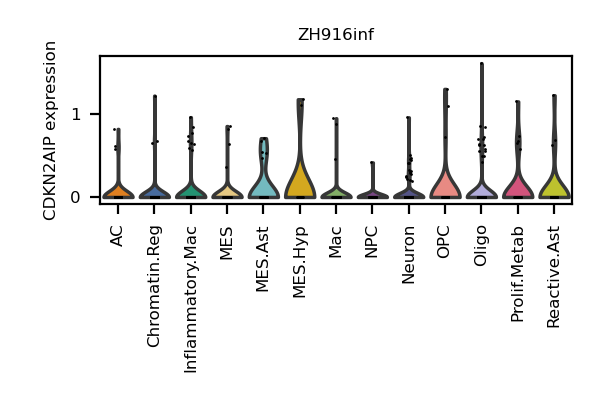 ZH916inf
CDKN2AIP expression
1
0
AC
Chromatin.Reg
Inflammatory.Mac
MES
MES.Ast
MES.Hyp
Mac
NPC
Neuron
OPC
Oligo
Prolif.Metab
Reactive.Ast